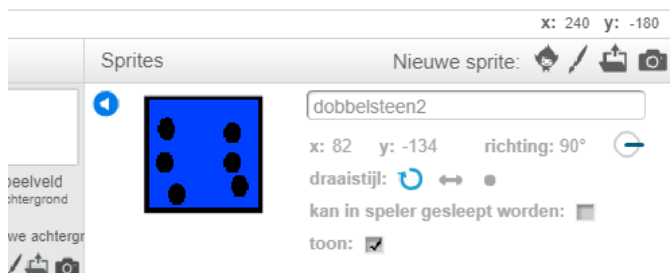 x: 240 y: -180
Sprites
Nieuwe sprite:
dobbelsteen2
x: 82 y: -134 richting: 90°
draaistijl:
kan in speler gesleept worden:
toon: